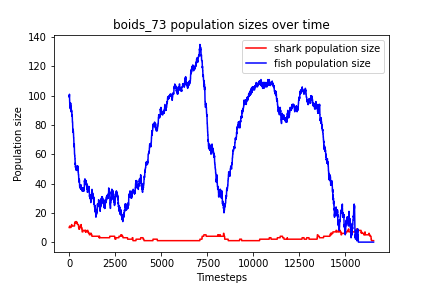 boids_73 population sizes over time
140
120
100
80
60
40
20
0
Population size
shark population size
fish population size
0 2500 5000 7500 10000 12500 15000
Timesteps